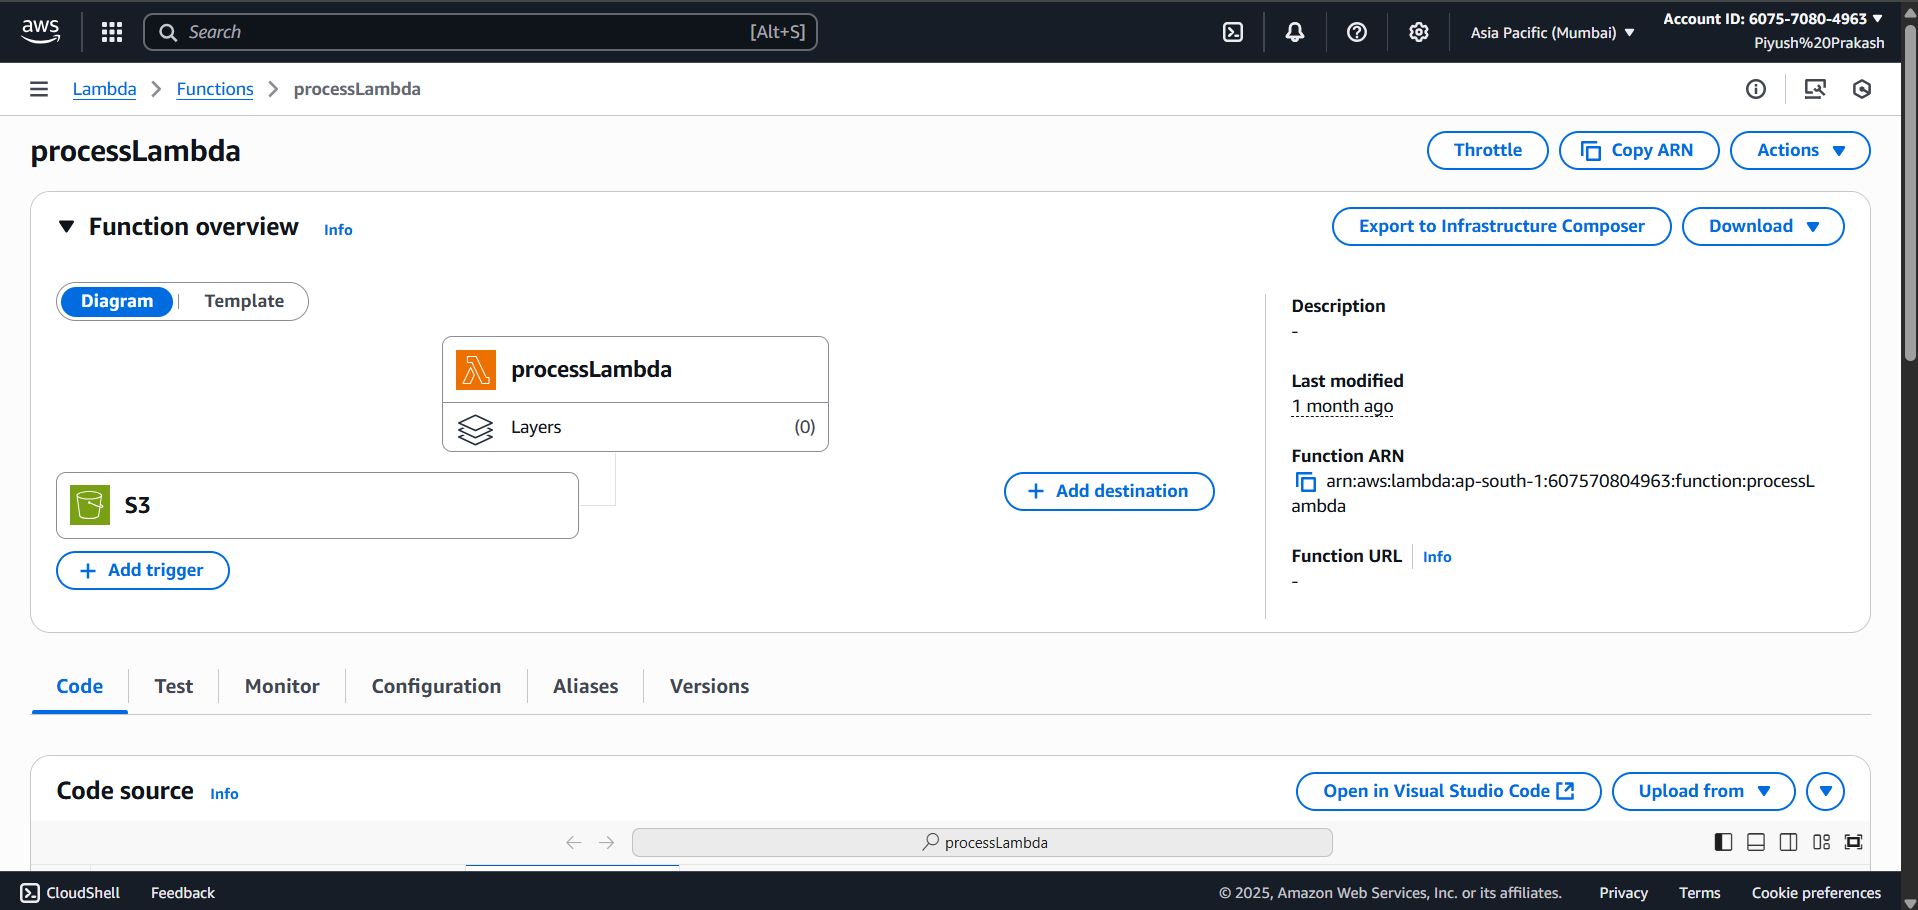 aws
Search [Alt+S]
Asia Pacific (Mumbai)
Account ID: 6075-7080-4963
Piyush%20Prakash
Lambda
Functions
processLambda
processLambda
Throttle
Copy ARN
Actions
Function overview
Info
Export to Infrastructure Composer
Download
Diagram
Template
processLambda
Layers
(0)
S3
+ Add trigger
+ Add destination
Description
-
Last modified
1 month ago
Function ARN
arn:aws:lambda:ap-south-1:607570804963:function:processL
ambda
Function URL
Info
-
Code
Test
Monitor
Configuration
Aliases
Versions
Code source
Info
Open in Visual Studio Code
Upload from
processLambda
CloudShell
Feedback
© 2025, Amazon Web Services, Inc. or its affiliates.
Privacy
Terms
Cookie preferences